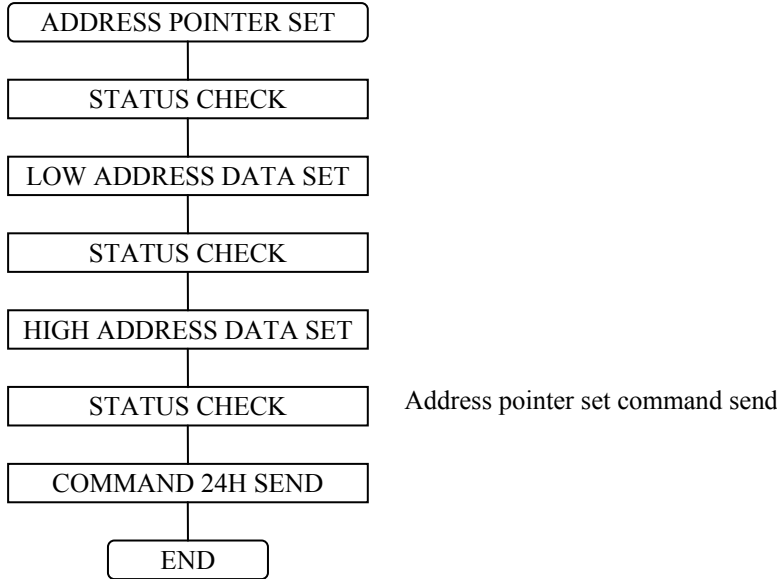 ADDRESS POINTER SET
STATUS CHECK
LOW ADDRESS DATA SET
STATUS CHECK
HIGH ADDRESS DATA SET
STATUS CHECK
Address pointer set command send
COMMAND 24H SEND
END